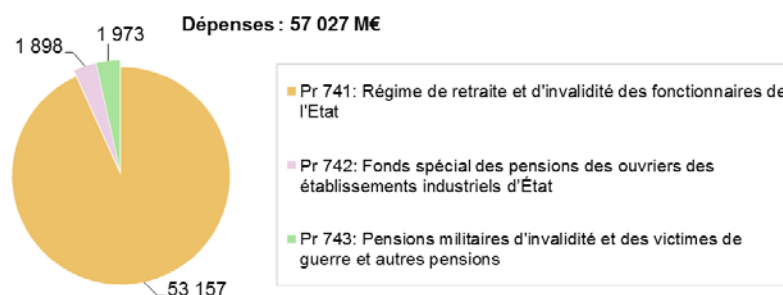 Dépenses : 57 027 M€
1 898
1 973
Pr 741: Régime de retraite et d'invalidité des fonctionnaires de
l'Etat
Pr 742: Fonds spécial des pensions des ouvriers des
établissements industriels d'État
Pr 743: Pensions militaires d'invalidité et des victimes de
guerre et autres pensions
53 157